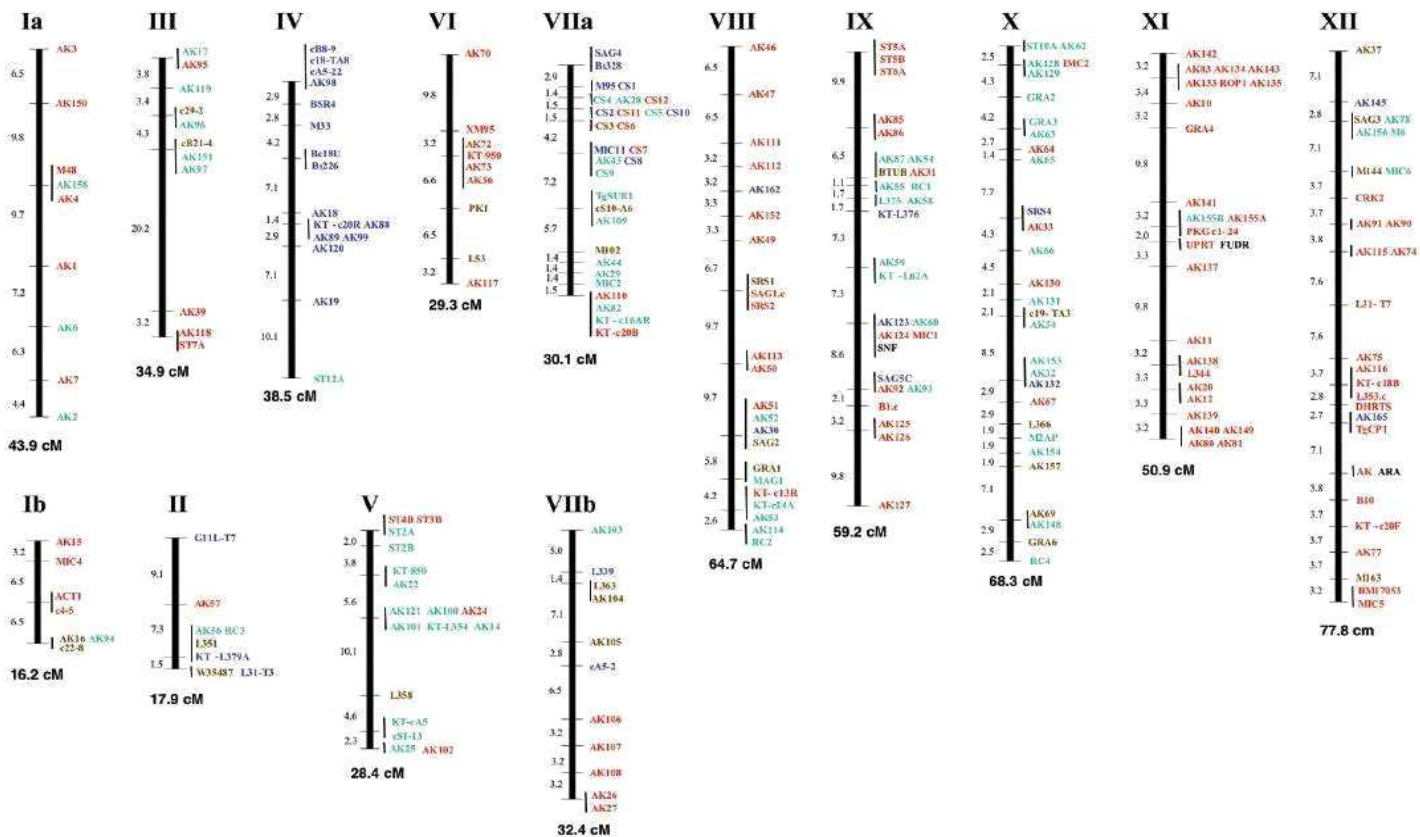 Ia
AK3
6.5
AK150
9.8
M48
AK158
AK4
9.7
AK1
7.2
AK6
6.3
AK7
4.4
AK2
43.9 cM
III
AK17
3.8
AK95
AK119
3.4
c29-2
AK96
4.3
cB21-4
AK151
AK97
20.2
AK39
3.2
AK118
ST7A
34.9 cM
IV
cB8-9
c18-TA8
cA5-22
AK98
2.9
BSR4
2.8
M33
4.2
Bc18U
Bs226
7.1
AK18
1.4
KT -c20R AK88
2.9
AK89 AK99
AK120
7.1
AK19
10.1
ST12A
38.5 cM
VI
AK70
9.8
XM95
3.2
AK72
KT-950
AK73
6.6
AK36
PK1
6.5
LS3
3.2
AK117
29.3 cM
VIIa
SAG4
Bs328
2.9
M95 CS1
1.4
CS4 AK28 CS12
1.5
CS2 CS11 CS5 CS10
CS3 CS6
4.2
MIC11 CS7
AK43 CS8
CS9
7.2
TgSUB1
cS10-A6
AK109
5.7
M102
1.4
AK44
1.4
AK29
1.4
MIC2
1.5
AK110
AK82
KT - c16AR
KT - c20B
30.1 cM
VIII
AK46
6.5
AK47
6.5
AK111
3.2
AK112
3.2
AK162
3.3
AK152
3.3
AK49
6.7
SRS1
SAG1.c
SRS2
9.7
AK113
AK50
9.7
AK51
AK52
AK30
SAG2
5.8
GRA1
MAG1
4.2
KT- c13R
KT-c24A
2.6
AK53
AK114
RC2
64.7 cM
IX
ST5A
ST5B
ST6A
9.9
AK85
AK86
6.5
AK87 AK54
BTUB AK31
1.1
AK55 RC1
1.7
L375 AK58
1.7
KT-L376
7.3
AK59
KT -L62A
7.3
AK123 AK60
AK124 MIC1
SNF
8.6
SAG5C
AK92 AK93
2.1
B1.c
3.2
AK125
AK126
9.8
AK127
59.2 cM
X
ST10A AK62
2.5
AK128 IMC2
AK129
4.3
GRA2
4.2
GRA3
AK63
2.7
AK64
1.4
AK65
7.7
SRS4
AK33
4.3
AK66
4.5
AK130
2.1
AK131
2.1
c19- TA3
AK34
8.5
AK153
AK32
AK132
2.9
AK67
2.9
L366
1.9
M2AP
1.9
AK154
1.9
AK157
7.1
AK69
AK148
2.9
GRA6
2.5
RC4
68.3 cM
XI
AK142
3.2
AK83 AK134 AK143
AK133 ROP1 AK135
3.4
AK10
3.2
GRA4
9.8
AK141
3.2
AK155B AK155A
PKG c1- 24
2.0
UPRT FUDR
3.3
AK137
9.8
AK11
3.2
AK138
L344
3.3
AK20
AK12
3.3
AK139
3.2
AK140 AK149
AK80 AK81
50.9 cM
XII
AK37
7.1
AK145
2.8
SAG3 AK78
AK156 M6
7.1
M144 MIC6
3.7
CRK2
3.7
AK91 AK90
3.8
AK115 AK74
7.6
L31- T7
7.6
AK75
AK116
3.2
KT- c18B
L353.c
3.2
DHRTS
2.7
AK165
TgCP1
7.1
AK ARA
3.8
B10
3.7
KT -c20F
3.7
AK77
3.7
M163
3.2
BM17053
MIC5
77.8 cm
Ib
AK15
3.2
MIC4
6.5
ACT1
c4-5
6.5
AK16 AK94
c22-8
16.2 cM
II
G11L-T7
9.1
AK57
7.3
AK56 RC3
L351
KT -L379A
1.5
W35487 L31-T3
17.9 cM
V
ST4B ST3B
ST2A
2.0
ST2B
3.8
KT-850
AK22
5.6
AK121 AK100 AK24
AK101 KT-L354 AK14
10.1
L358
4.6
KT-cA5
cS1-13
2.3
AK25 AK102
28.4 cM
VIIb
AK103
5.0
L339
1.4
L363
AK104
7.1
AK105
2.8
cA5-2
6.5
AK106
3.2
AK107
3.2
AK108
3.2
AK26
AK27
32.4 cM